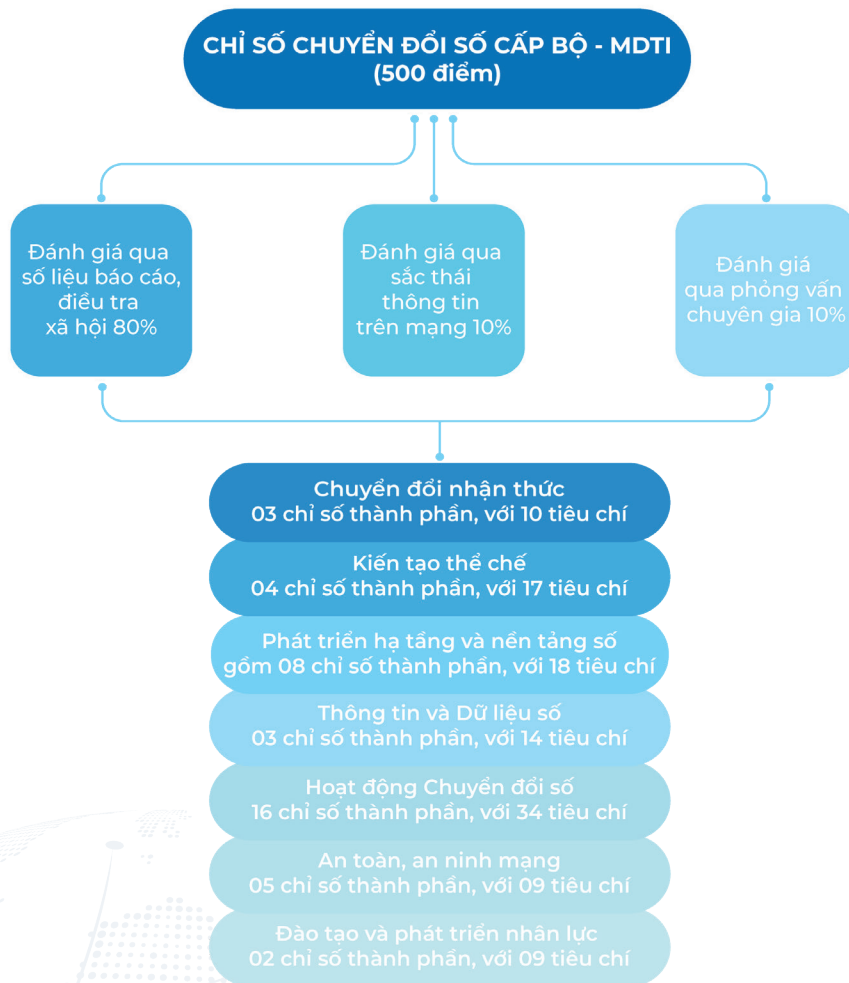 CHỈ SỐ CHUYỂN ĐỔI SỐ CẤP BỘ - MDTI
(500 điểm)
Đánh giá qua
số liệu báo cáo,
điều tra
xã hội 80%
Đánh giá qua
sắc thái
thông tin
trên mạng 10%
Đánh giá
qua phỏng vấn
chuyên gia 10%
Chuyển đổi nhận thức
03 chỉ số thành phần, với 10 tiêu chí
Kiến tạo thể chế
04 chỉ số thành phần, với 17 tiêu chí
Phát triển hạ tầng và nền tảng số
gồm 08 chỉ số thành phần, với 18 tiêu chí
Thông tin và Dữ liệu số
03 chỉ số thành phần, với 14 tiêu chí
Hoạt động Chuyển đổi số
16 chỉ số thành phần, với 34 tiêu chí
An toàn, an ninh mạng
05 chỉ số thành phần, với 09 tiêu chí
Đào tạo và phát triển nhân lực
02 chỉ số thành phần, với 09 tiêu chí